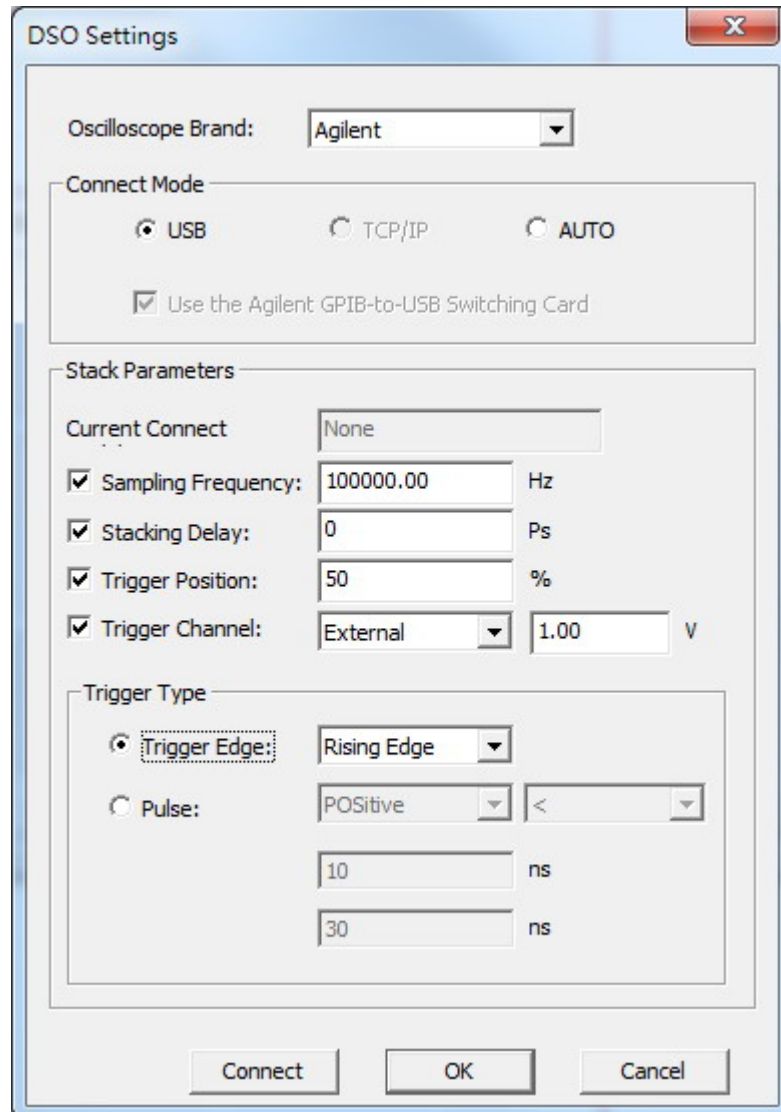 DSO Settings
Oscilloscope Brand: Agilent
Connect Mode
USB TCP/IP AUTO
Use the Agilent GPIB-to-USB Switching Card
Stack Parameters
Current Connect None
Sampling Frequency: 100000.00 Hz
Stacking Delay: 0 Ps
Trigger Position: 50 %
Trigger Channel: External 1.00 V
Trigger Type
Trigger Edge: Rising Edge
Pulse: POSitive <
10 ns
30 ns
Connect OK Cancel